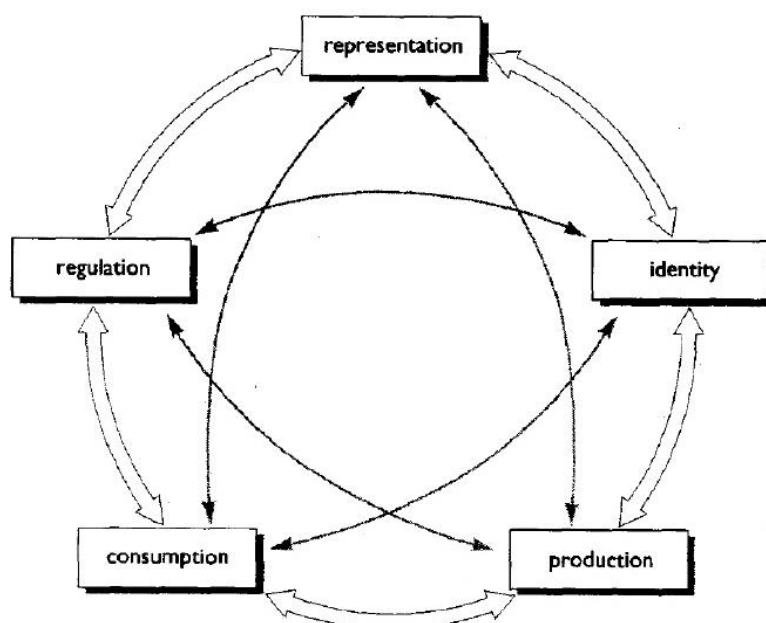 representation
regulation
identity
consumption
production